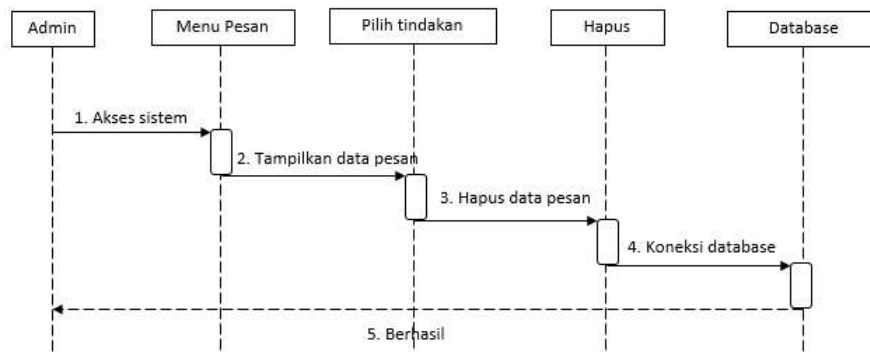 Admin
Menu Pesan
Pilih tindakan
Hapus
Database
1. Akses sistem
2. Tampilkan data pesan
3. Hapus data pesan
4. Koneksi database
5. Berhasil